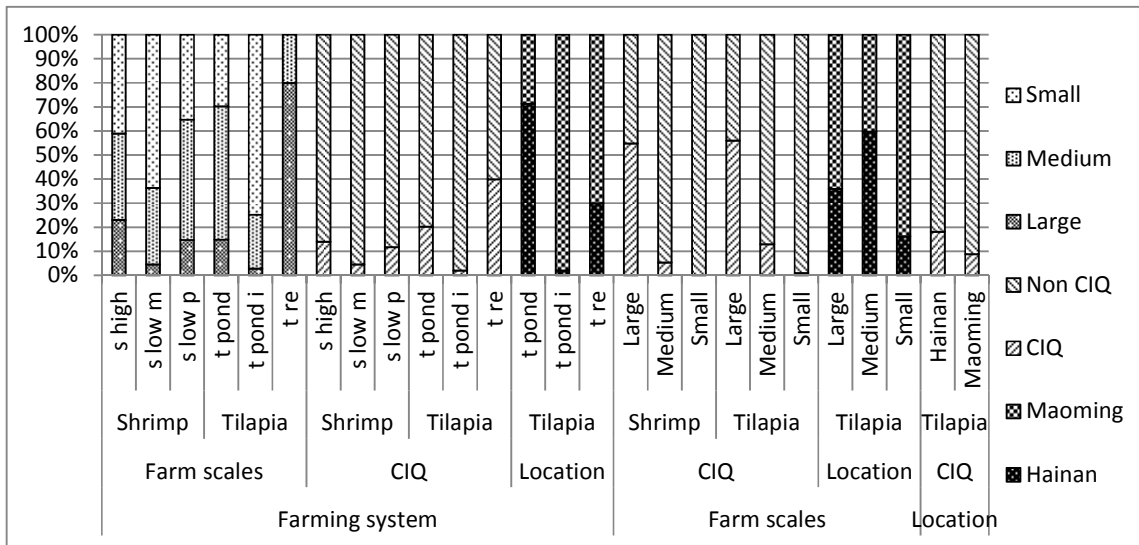 100%
90%
80%
70%
60%
50%
40%
30%
20%
10%
0%
s high
s low m
s low p
t pond
t pond i
t re
s high
s low m
s low p
t pond
t pond i
t re
t pond
t pond i
t re
Large
Medium
Small
Large
Medium
Small
Large
Medium
Small
Hainan
Maoming
Shrimp Tilapia Shrimp Tilapia Tilapia Shrimp Tilapia Tilapia Tilapia
Farm scales CIQ Location CIQ Location CIQ
Farming system Farm scales Location
Small
Medium
Large
Non CIQ
CIQ
Maoming
Hainan